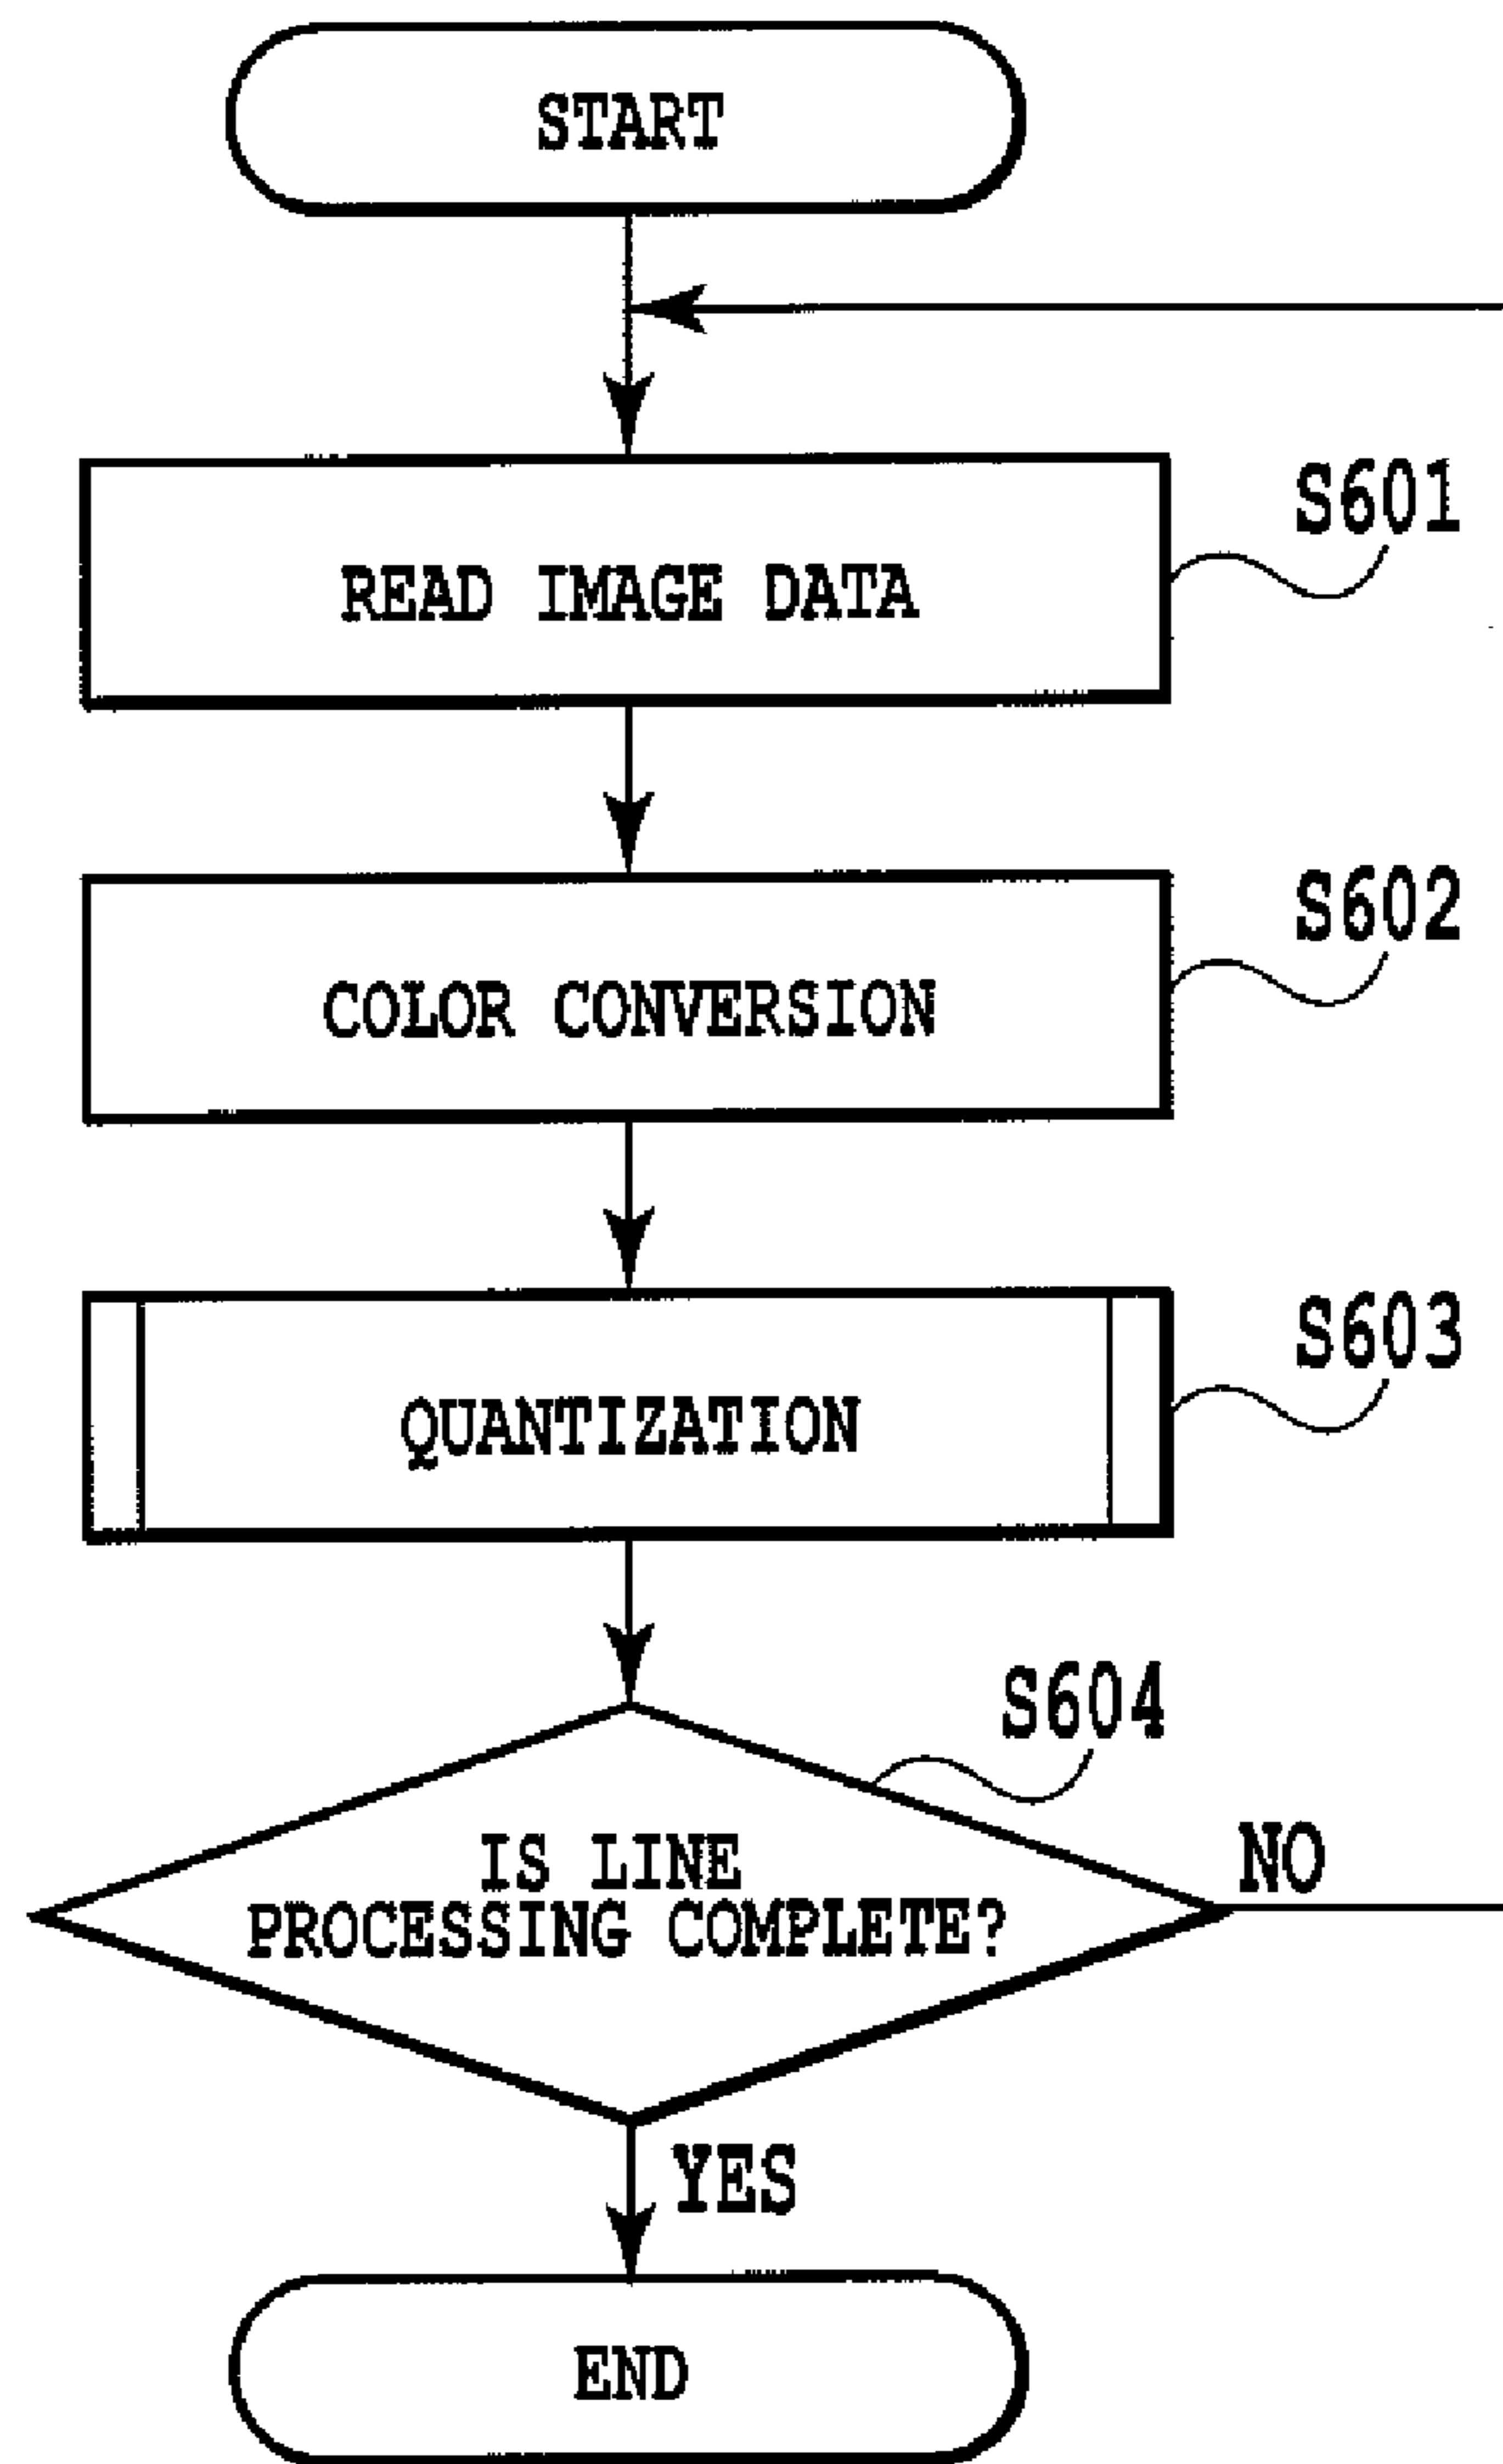 START
READ IMAGE DATA
S601
COLOR CONVERSION
S602
QUANTIZATION
S603
S604
IS LINE
PROCESSING COMPLETE?
NO
YES
END